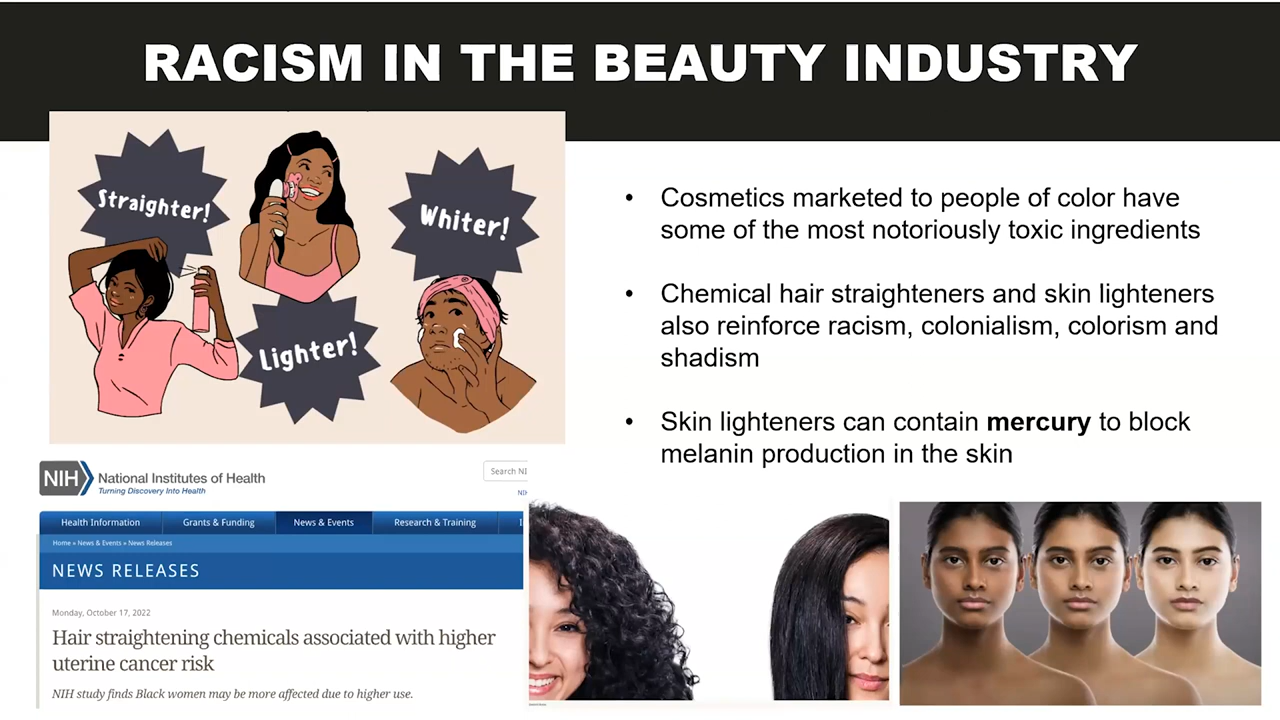 RACISM IN THE BEAUTY INDUSTRY
Straighter!
Whiter!
Lighter!
• Cosmetics marketed to people of color have
some of the most notoriously toxic ingredients
• Chemical hair straighteners and skin lighteners
also reinforce racism, colonialism, colorism and
shadism
• Skin lighteners can contain mercury to block
melanin production in the skin
NIH National Institutes of Health
Turning Discovery Into Health
Search NI
NIH
Health Information Grants & Funding News & Events Research & Training I
Home » News & Events » News Releases
NEWS RELEASES
Monday, October 17, 2022
Hair straightening chemicals associated with higher
uterine cancer risk
NIH study finds Black women may be more affected due to higher use.